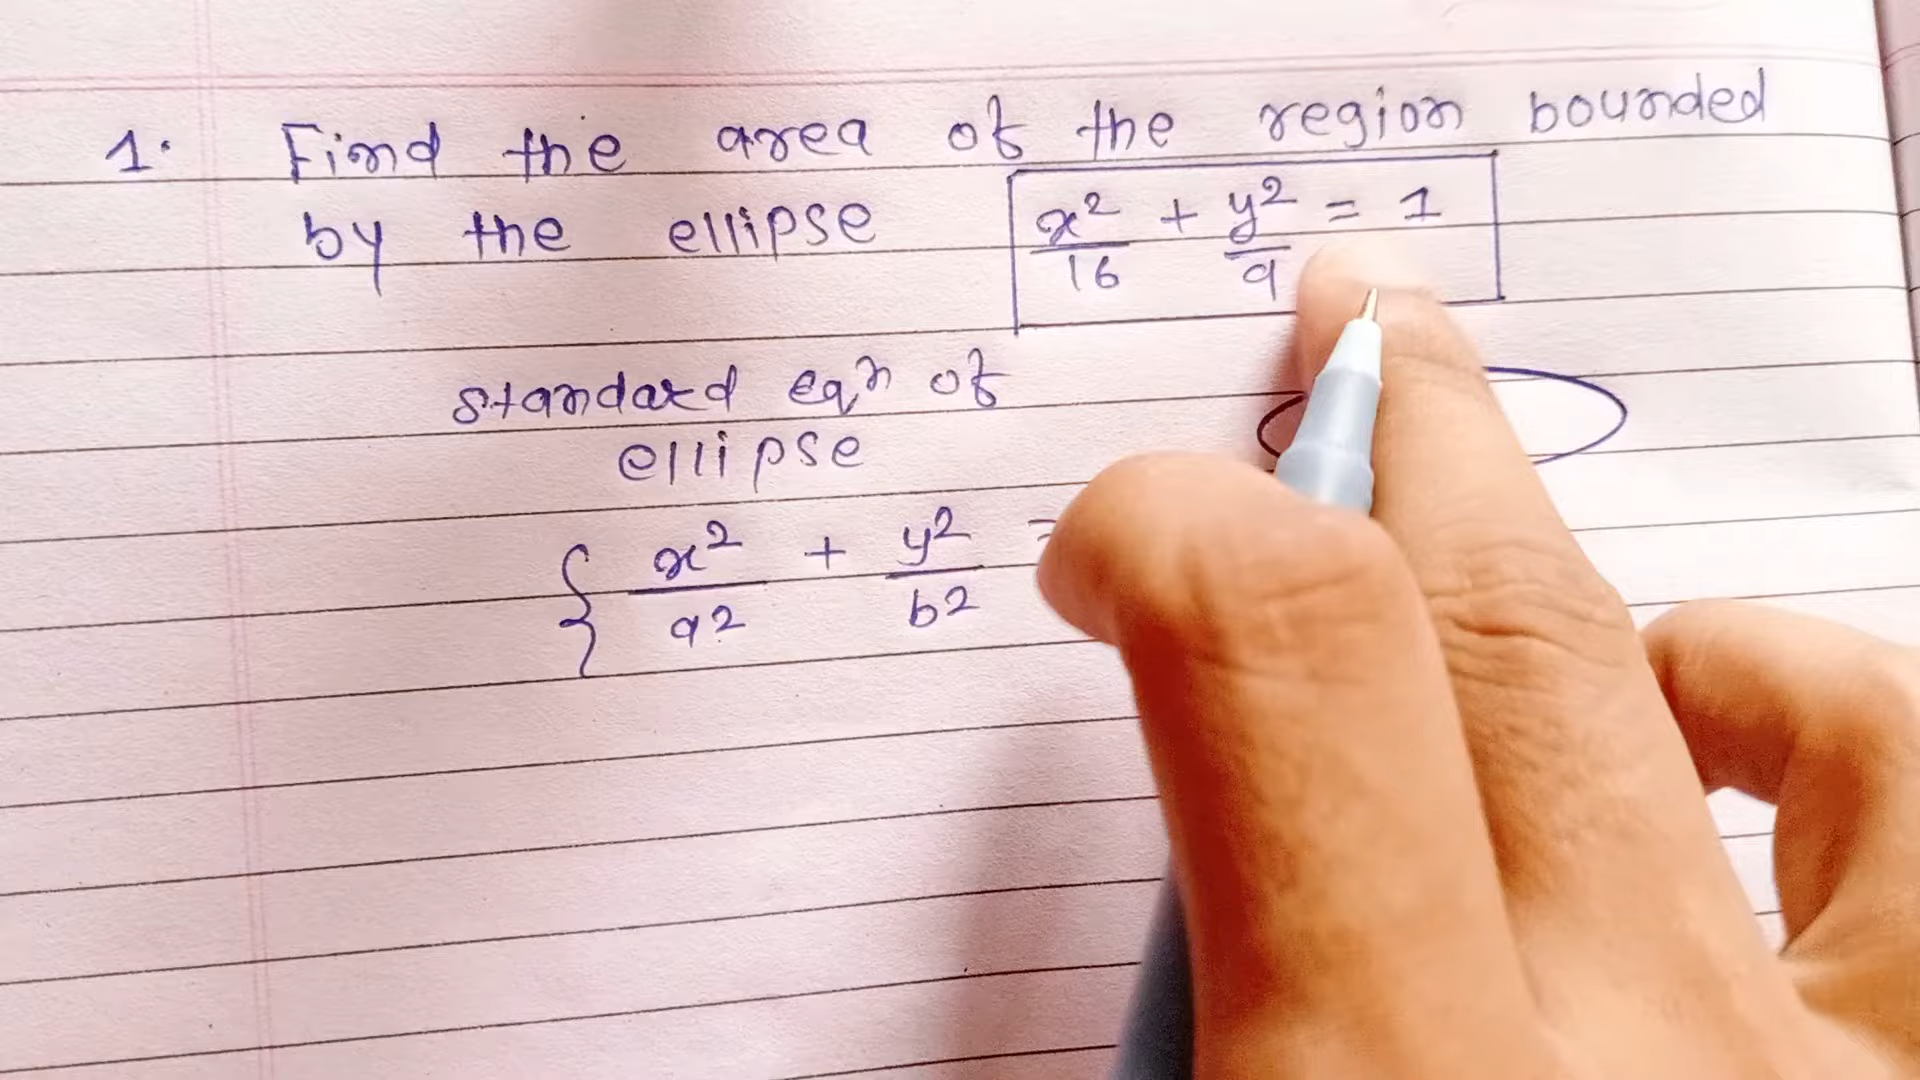 1. Find the area of the region bounded
by the ellipse x²/16 + y²/9 = 1
standard eqn of
ellipse
{ x²/a² + y²/b² =